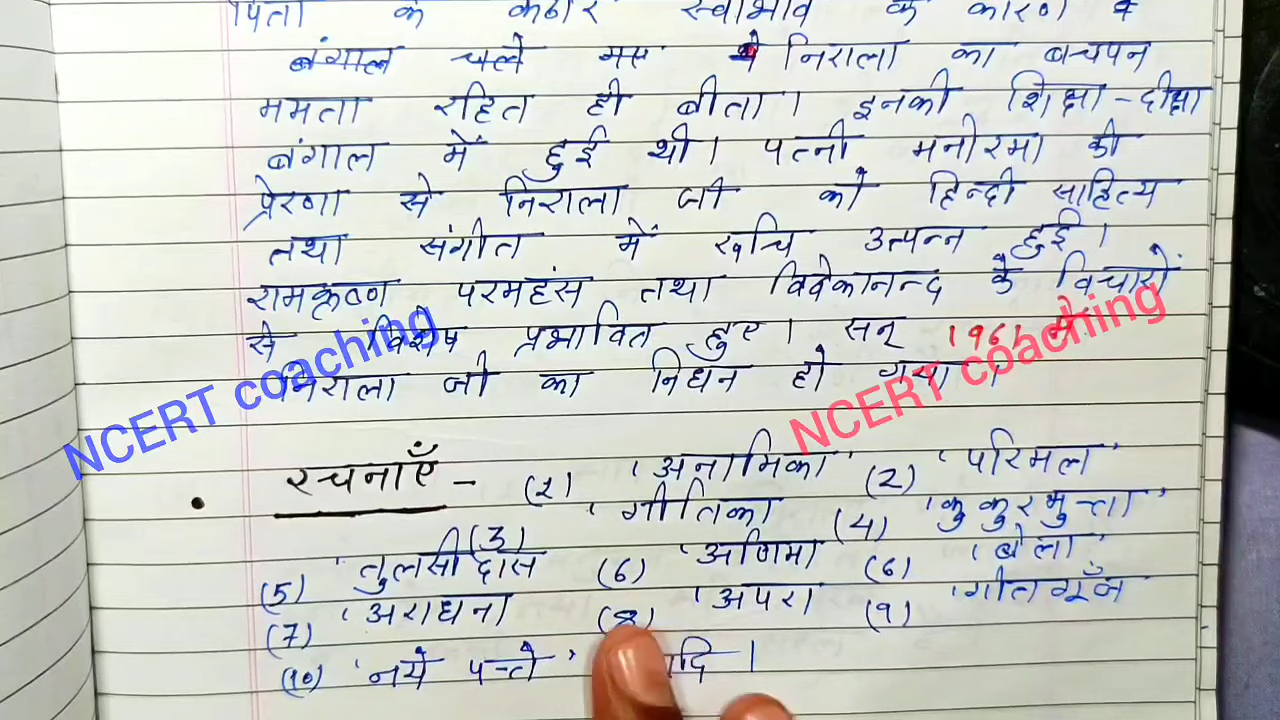 पिता के कठोर स्वाभाव के कारण वे
बंगाल चले गए थे निराला का बचपन
ममता रहित ही बीता। इनकी शिक्षा-दीक्षा
बंगाल में हुई थी। पत्नी मनोरमा की
प्रेरणा से निराला जी को हिन्दी साहित्य
तथा संगीत में रुचि उत्पन्न हुई।
रामकृष्ण परमहंस तथा विवेकानन्द के विचारों
से विशेष प्रभावित हुए। सन् 1961 में
निराला जी का निधन हो गया।
NCERT coaching
NCERT coaching
• रचनाएँ - (1) 'अनामिका' (2) 'परिमल'
(3) 'गीतिका (4) 'कुकुरमुत्ता'
(5) 'तुलसीदास (6) 'अणिमा (6) 'बेला'
(7) 'अराधना (8) 'अपरा (9) 'गीतगूँज
(10) 'नये पत्ते' दि।